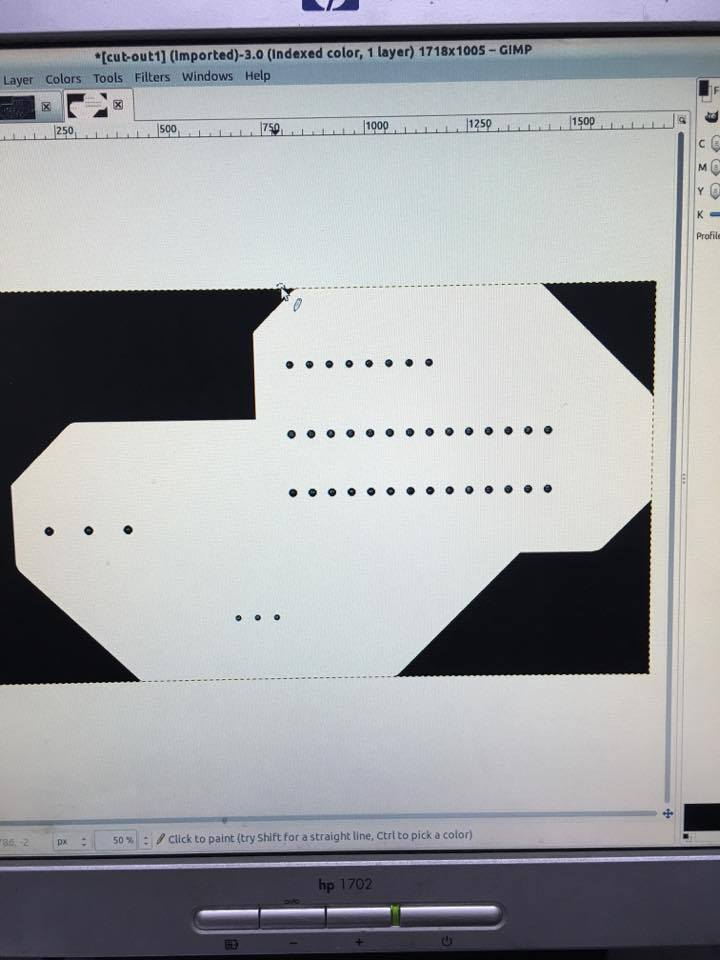 hp
*[cut-out1] (imported)-3.0 (Indexed color, 1 layer) 1718x1005 – GIMP
Layer Colors Tools Filters Windows Help
250 500 750 1000 1250 1500
C
M
Y
K
px 50 % Click to paint (try Shift for a straight line, Ctrl to pick a color)
hp 1702
auto
− +